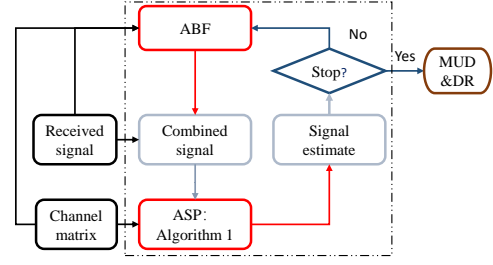 ABF
No
Stop?
Yes
MUD
&DR
Received
signal
Combined
signal
Signal
estimate
Channel
matrix
ASP:
Algorithm 1